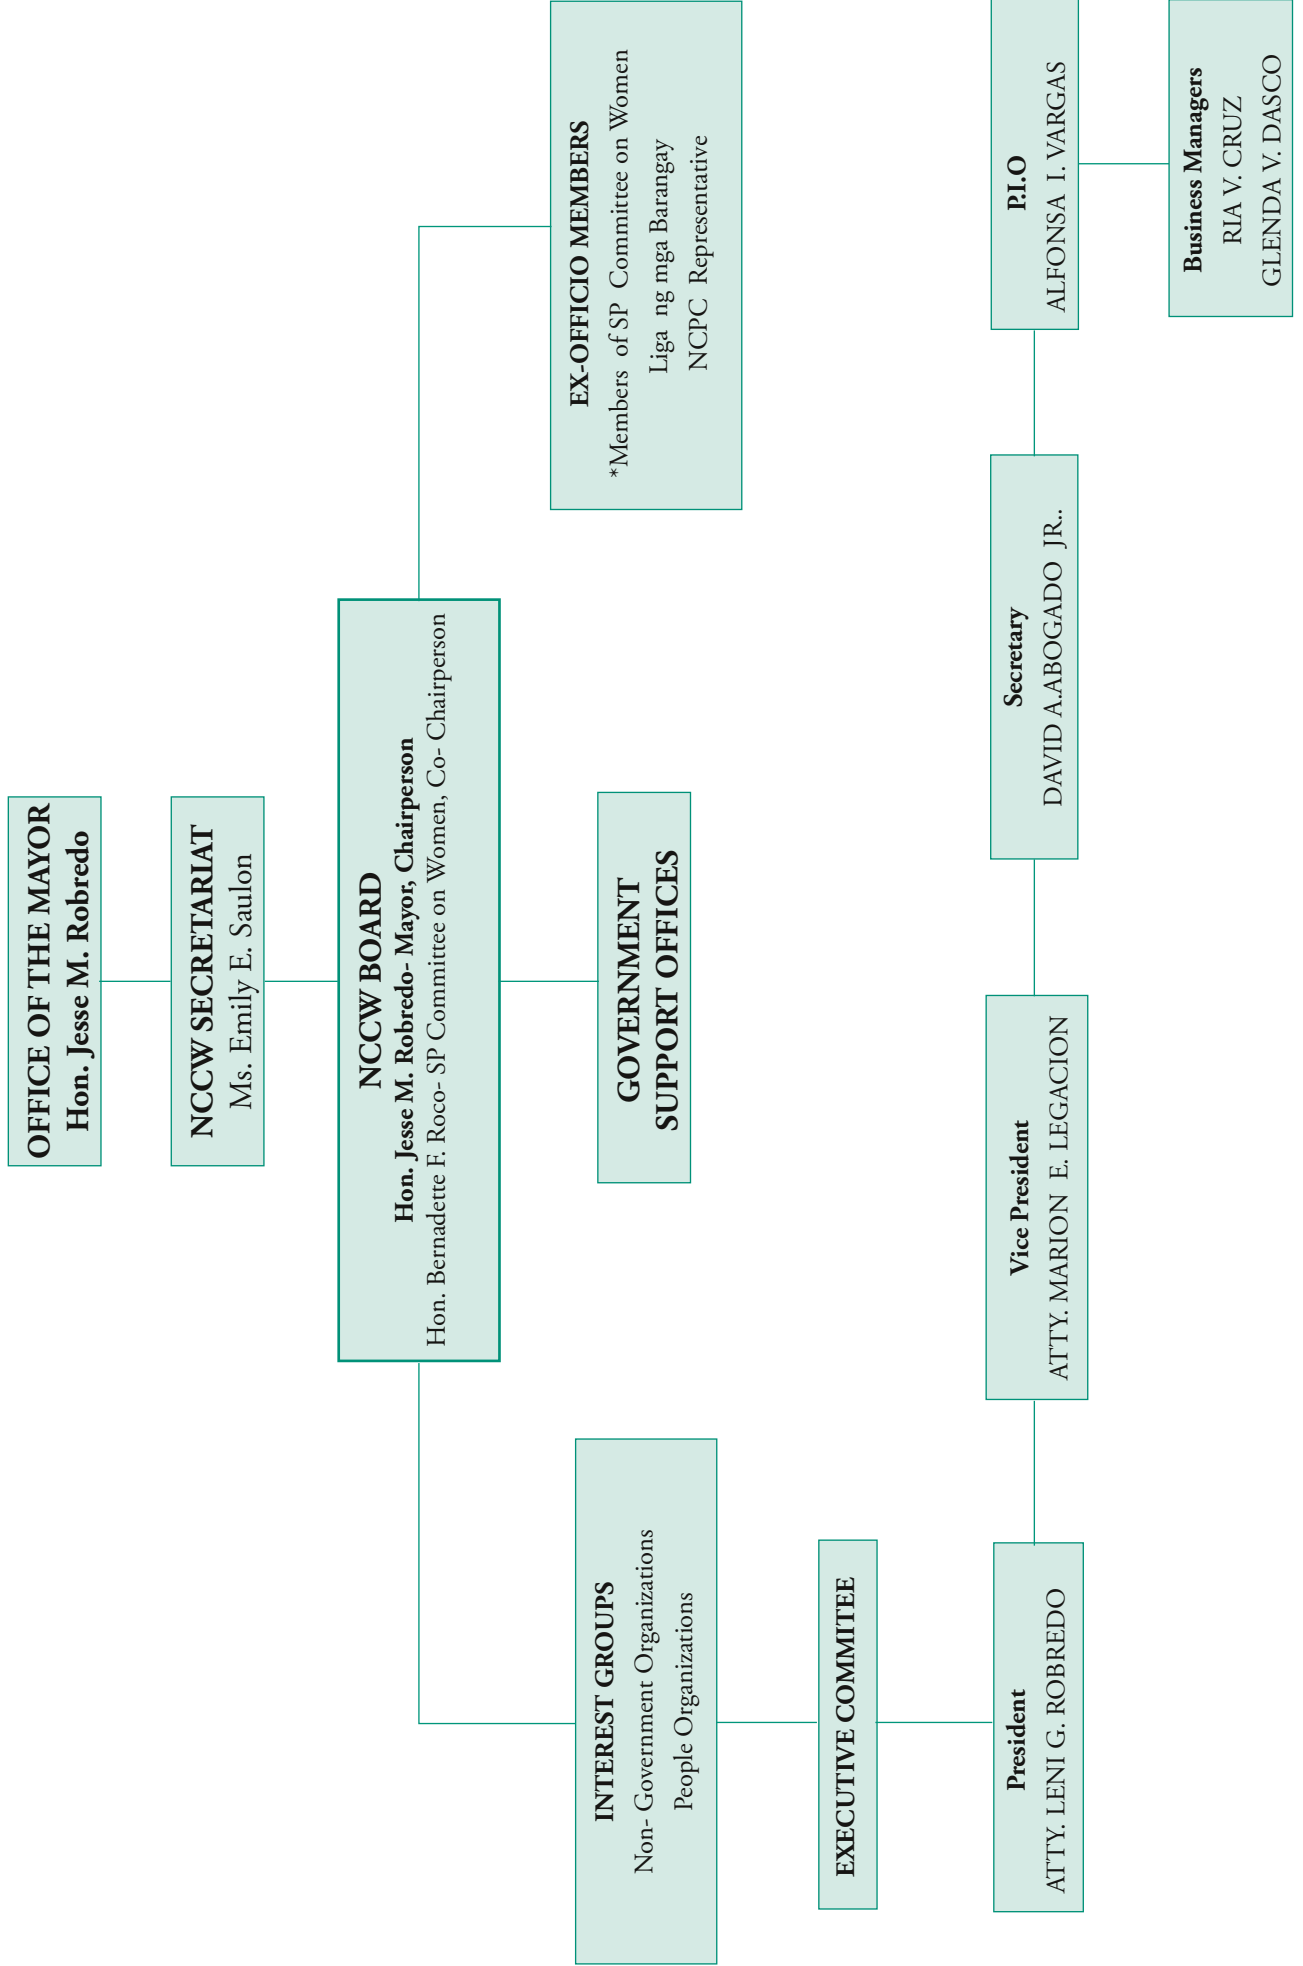 OFFICE OF THE MAYOR
Hon. Jesse M. Robredo
NCCW SECRETARIAT
Ms. Emily E. Saulon
NCCW BOARD
Hon. Jesse M. Robredo- Mayor, Chairperson
Hon. Bernadette F. Roco- SP Committee on Women, Co- Chairperson
INTEREST GROUPS
Non- Government Organizations
People Organizations
GOVERNMENT
SUPPORT OFFICES
EX-OFFICIO MEMBERS
*Members of SP Committee on Women
Liga ng mga Barangay
NCPC Representative
EXECUTIVE COMMITEE
President
ATTY. LENI G. ROBREDO
Vice President
ATTY. MARION E. LEGACION
Secretary
DAVID A.ABOGADO JR..
P.I.O
ALFONSA I. VARGAS
Business Managers
RIA V. CRUZ
GLENDA V. DASCO